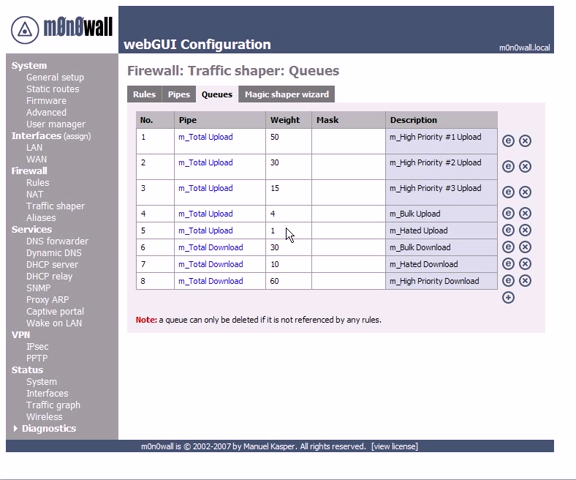 m0n0wall
webGUI Configuration
m0n0wall.local
System
General setup
Static routes
Firmware
Advanced
User manager
Interfaces (assign)
LAN
WAN
Firewall
Rules
NAT
Traffic shaper
Aliases
Services
DNS forwarder
Dynamic DNS
DHCP server
DHCP relay
SNMP
Proxy ARP
Captive portal
Wake on LAN
VPN
IPsec
PPTP
Status
System
Interfaces
Traffic graph
Wireless
Diagnostics
Firewall: Traffic shaper: Queues
Rules Pipes Queues Magic shaper wizard
No. Pipe Weight Mask Description
1 m_Total Upload 50 m_High Priority #1 Upload
2 m_Total Upload 30 m_High Priority #2 Upload
3 m_Total Upload 15 m_High Priority #3 Upload
4 m_Total Upload 4 m_Bulk Upload
5 m_Total Upload 1 m_Hated Upload
6 m_Total Download 30 m_Bulk Download
7 m_Total Download 10 m_Hated Download
8 m_Total Download 60 m_High Priority Download
Note: a queue can only be deleted if it is not referenced by any rules.
m0n0wall is © 2002-2007 by Manuel Kasper. All rights reserved. [view license]